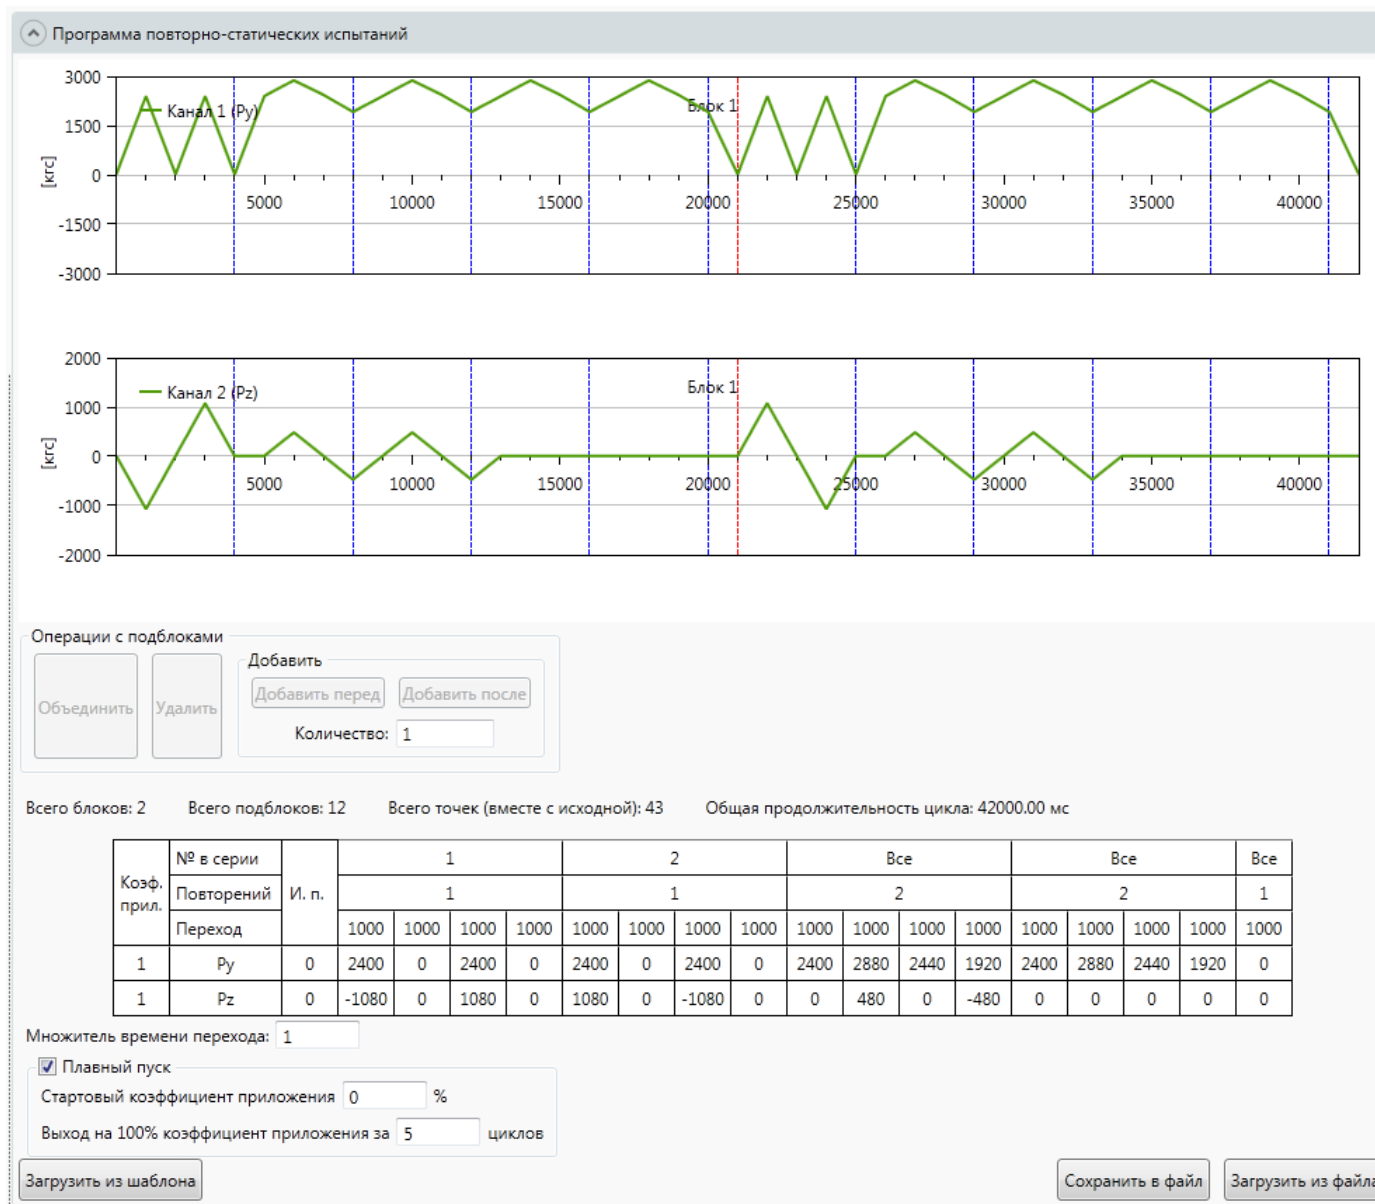 Программа повторно-статических испытаний
3000
Канал 1 (Py)
Блок 1
1500
[кгс]
0
5000 10000 15000 20000 25000 30000 35000 40000
-1500
-3000
2000
Канал 2 (Pz)
Блок 1
1000
[кгс]
0
5000 10000 15000 20000 25000 30000 35000 40000
-1000
-2000
Операции с подблоками
Объединить Удалить
Добавить
Добавить перед Добавить после
Количество: 1
Всего блоков: 2 Всего подблоков: 12 Всего точек (вместе с исходной): 43 Общая продолжительность цикла: 42000.00 мс
Коэф. прил. № в серии И. п. 1 2 Все Все Все
Повторений 1 1 2 2 1
Переход 1000 1000 1000 1000 1000 1000 1000 1000 1000 1000 1000 1000 1000 1000 1000 1000 1000
1 Py 0 2400 0 2400 0 2400 0 2400 0 2400 2880 2440 1920 2400 2880 2440 1920 0
1 Pz 0 -1080 0 1080 0 1080 0 -1080 0 0 480 0 -480 0 0 0 0 0
Множитель времени перехода: 1
Плавный пуск
Стартовый коэффициент приложения 0 %
Выход на 100% коэффициент приложения за 5 циклов
Загрузить из шаблона Сохранить в файл Загрузить из файла